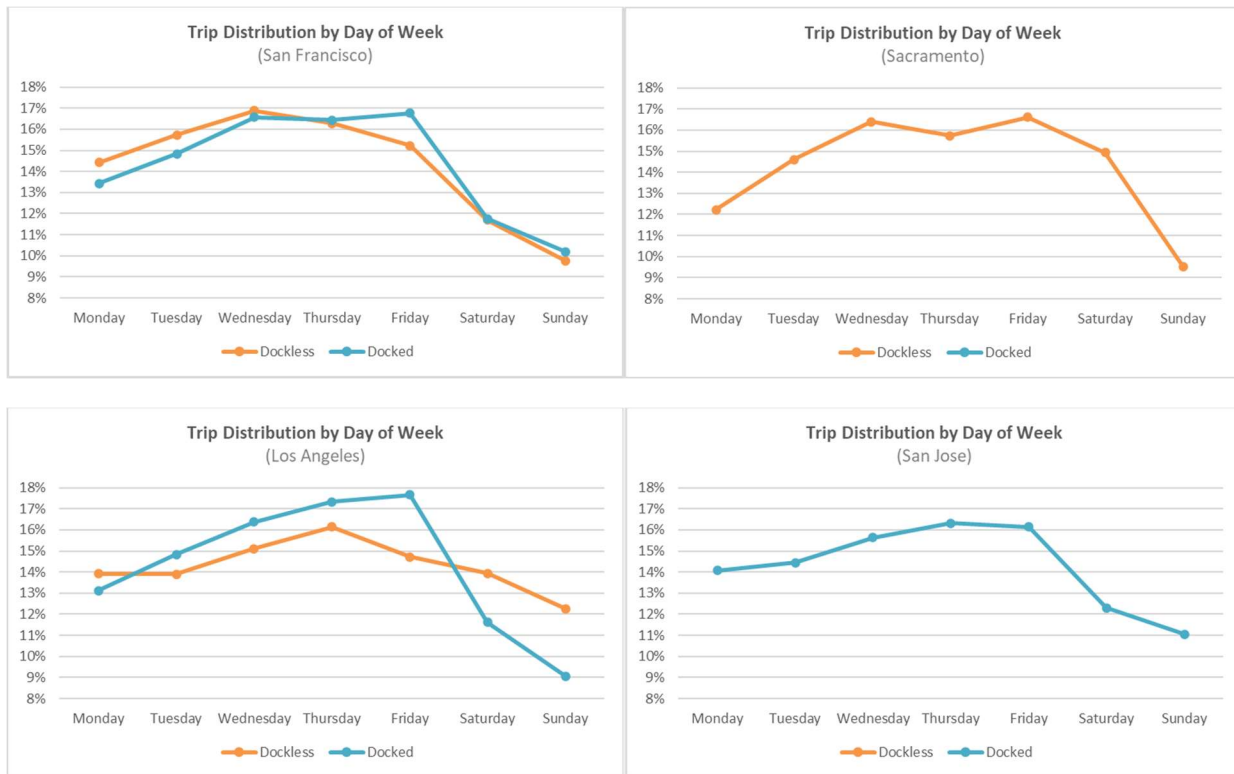 Trip Distribution by Day of Week
(San Francisco)
18%
17%
16%
15%
14%
13%
12%
11%
10%
9%
8%
Monday Tuesday Wednesday Thursday Friday Saturday Sunday
Dockless Docked
Trip Distribution by Day of Week
(Sacramento)
18%
17%
16%
15%
14%
13%
12%
11%
10%
9%
8%
Monday Tuesday Wednesday Thursday Friday Saturday Sunday
Dockless Docked
Trip Distribution by Day of Week
(Los Angeles)
18%
17%
16%
15%
14%
13%
12%
11%
10%
9%
8%
Monday Tuesday Wednesday Thursday Friday Saturday Sunday
Dockless Docked
Trip Distribution by Day of Week
(San Jose)
18%
17%
16%
15%
14%
13%
12%
11%
10%
9%
8%
Monday Tuesday Wednesday Thursday Friday Saturday Sunday
Dockless Docked